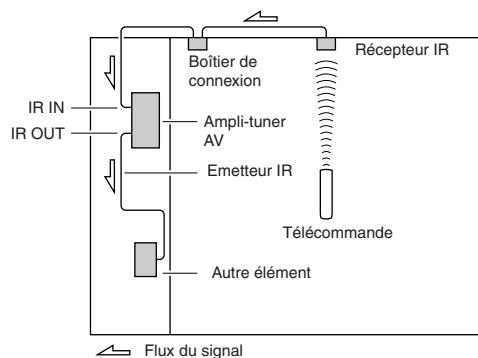 Récepteur IR
Boîtier de
connexion
IR IN
IR OUT
Ampli-tuner
AV
Emetteur IR
Télécommande
Autre élément
Flux du signal